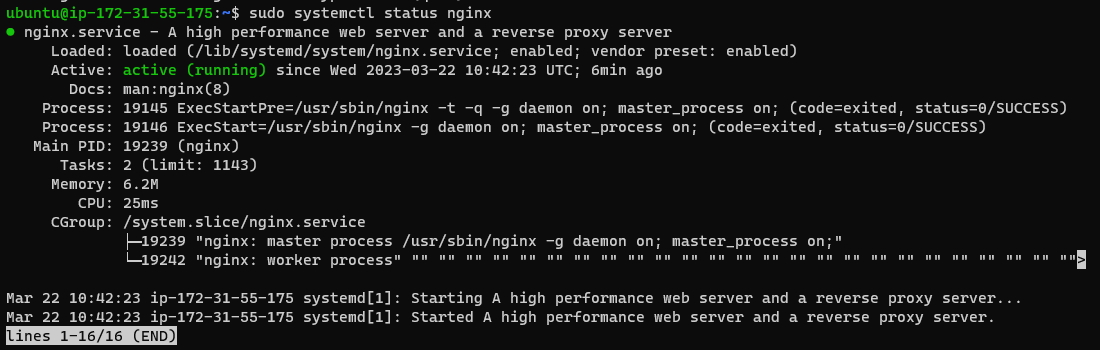 ubuntu@ip-172-31-55-175:~$ sudo systemctl status nginx
● nginx.service - A high performance web server and a reverse proxy server
     Loaded: loaded (/lib/systemd/system/nginx.service; enabled; vendor preset: enabled)
     Active: active (running) since Wed 2023-03-22 10:42:23 UTC; 6min ago
       Docs: man:nginx(8)
    Process: 19145 ExecStartPre=/usr/sbin/nginx -t -q -g daemon on; master_process on; (code=exited, status=0/SUCCESS)
    Process: 19146 ExecStart=/usr/sbin/nginx -g daemon on; master_process on; (code=exited, status=0/SUCCESS)
   Main PID: 19239 (nginx)
      Tasks: 2 (limit: 1143)
     Memory: 6.2M
        CPU: 25ms
     CGroup: /system.slice/nginx.service
             ├─19239 "nginx: master process /usr/sbin/nginx -g daemon on; master_process on;"
             └─19242 "nginx: worker process" "" "" "" "" "" "" "" "" "" "" "" "" "" "" "" "" "" "" "" "" "" "" "" "" "">

Mar 22 10:42:23 ip-172-31-55-175 systemd[1]: Starting A high performance web server and a reverse proxy server...
Mar 22 10:42:23 ip-172-31-55-175 systemd[1]: Started A high performance web server and a reverse proxy server.
lines 1-16/16 (END)